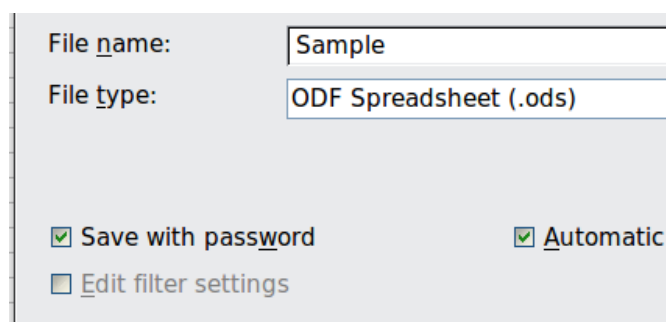 File name: Sample
File type: ODF Spreadsheet (.ods)
Save with password Automatic
Edit filter settings